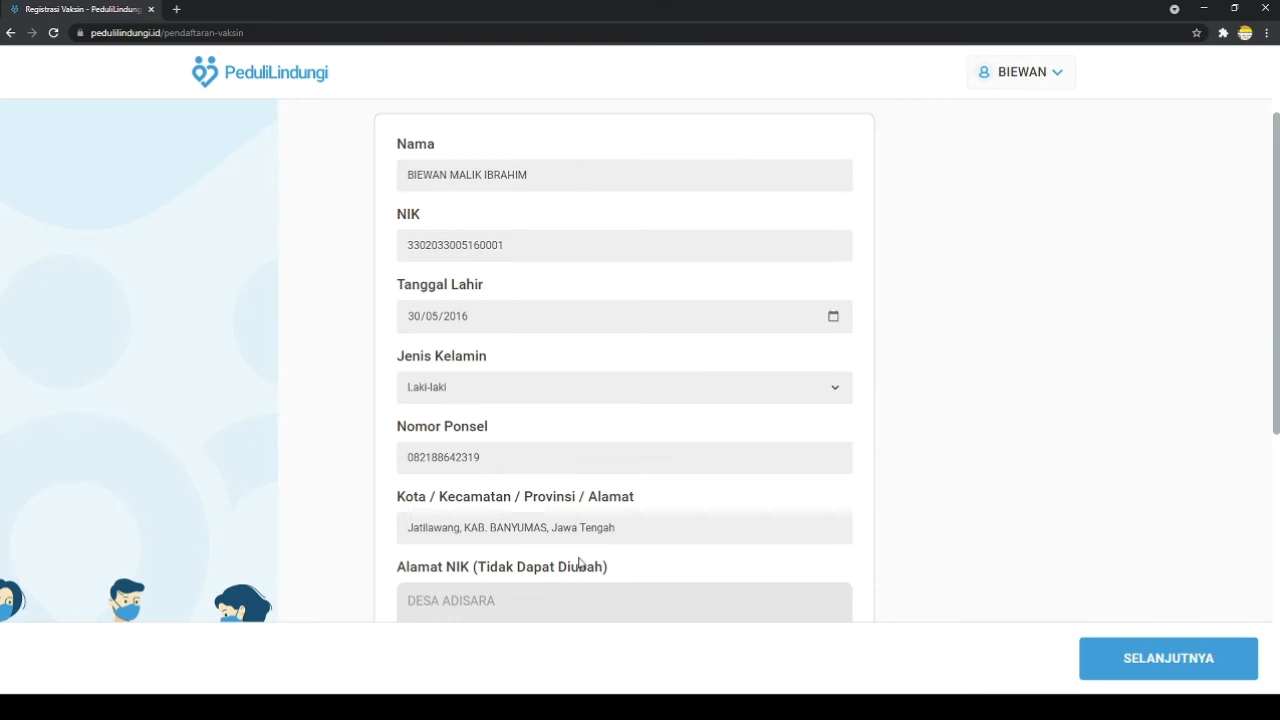 Registrasi Vaksin - PeduliLindung
pedulilindungi.id/pendaftaran-vaksin
PeduliLindungi
BIEWAN
Nama
BIEWAN MALIK IBRAHIM
NIK
3302033005160001
Tanggal Lahir
30/05/2016
Jenis Kelamin
Laki-laki
Nomor Ponsel
082188642319
Kota / Kecamatan / Provinsi / Alamat
Jatilawang, KAB. BANYUMAS, Jawa Tengah
Alamat NIK (Tidak Dapat Diubah)
DESA ADISARA
SELANJUTNYA